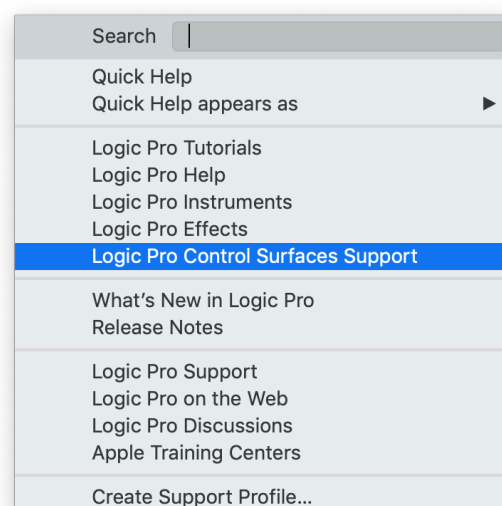 Search
Quick Help
Quick Help appears as
Logic Pro Tutorials
Logic Pro Help
Logic Pro Instruments
Logic Pro Effects
Logic Pro Control Surfaces Support
What's New in Logic Pro
Release Notes
Logic Pro Support
Logic Pro on the Web
Logic Pro Discussions
Apple Training Centers
Create Support Profile...